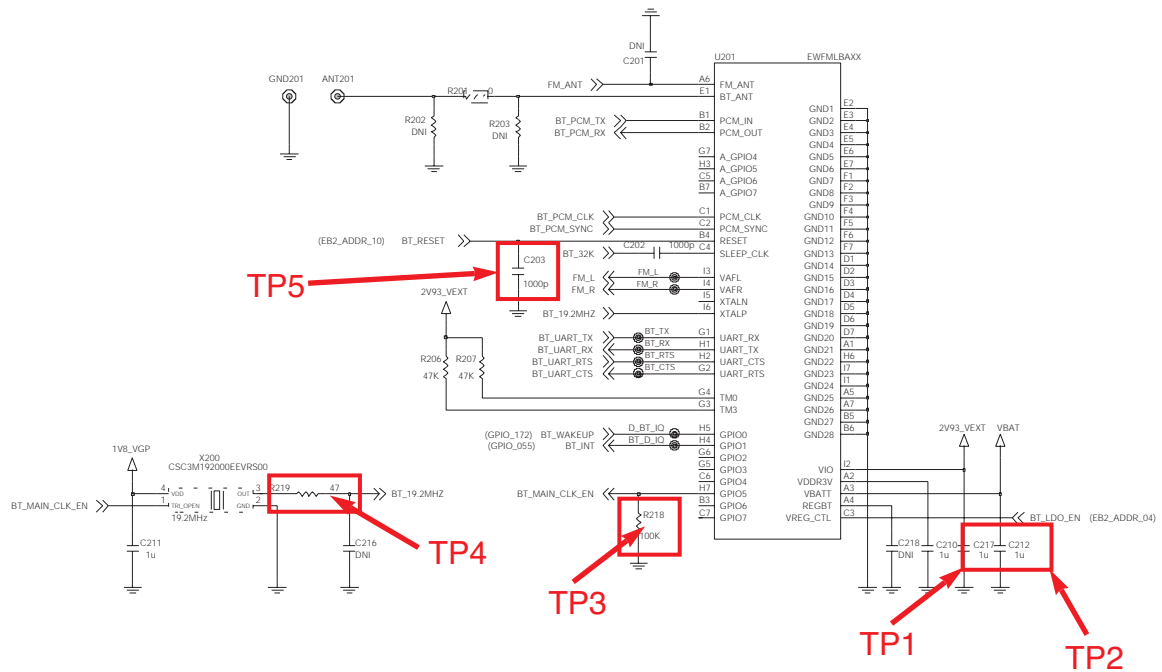 DNI
C201
U201 EWFMLBAXX
GND201 ANT201
FM_ANT A6 FM_ANT
R201 0 E1 BT_ANT
R202 DNI
R203 DNI
BT_PCM_TX B1 PCM_IN
BT_PCM_RX B2 PCM_OUT
G7 A_GPIO4
H3 A_GPIO5
C5 A_GPIO6
B7 A_GPIO7
BT_PCM_CLK C1 PCM_CLK
BT_PCM_SYNC C2 PCM_SYNC
(EB2_ADDR_10) BT_RESET B4 RESET
BT_32K C202 1000p C4 SLEEP_CLK
C203
1000p
TP5
FM_L FM_L I3 VAFL
FM_R FM_R I4 VAFR
I5 XTALN
BT_19.2MHZ I6 XTALP
2V93_VEXT
BT_UART_TX BT_TX G1 UART_RX
BT_UART_RX BT_RX H1 UART_TX
BT_UART_RTS BT_RTS H2 UART_CTS
BT_UART_CTS BT_CTS G2 UART_RTS
R206 R207
47K 47K
G4 TM0
G3 TM3
(GPIO_172) BT_WAKEUP D_BT_IQ H5 GPIO0
(GPIO_055) BT_INT BT_D_IQ H4 GPIO1
G6 GPIO2
G5 GPIO3
C6 GPIO4
BT_MAIN_CLK_EN H7 GPIO5
B3 GPIO6
C7 GPIO7
R218
100K
TP3
GND1 E2
GND2 E3
GND3 E4
GND4 E5
GND5 E6
GND6 E7
GND7 F1
GND8 F2
GND9 F3
GND10 F4
GND11 F5
GND12 F6
GND13 F7
GND14 D1
GND15 D2
GND16 D3
GND17 D4
GND18 D5
GND19 D6
GND20 D7
GND21 A1
GND22 H6
GND23 I7
GND24 I1
GND25 A5
GND26 A7
GND27 B5
GND28 B6
2V93_VEXT VBAT
VIO I2
VDDR3V A2
VBATT A3
REGBT A4
VREG_CTL C3 BT_LDO_EN (EB2_ADDR_04)
C218 DNI
C210 1u
C217 1u
C212 1u
TP1
TP2
1V8_VGP
X200
CSC3M192000EEVRS00
BT_MAIN_CLK_EN
4 VDD OUT 3
1 TRI_OPEN GND 2
19.2MHz
R219 47 BT_19.2MHZ
C211
1u
C216
DNI
TP4